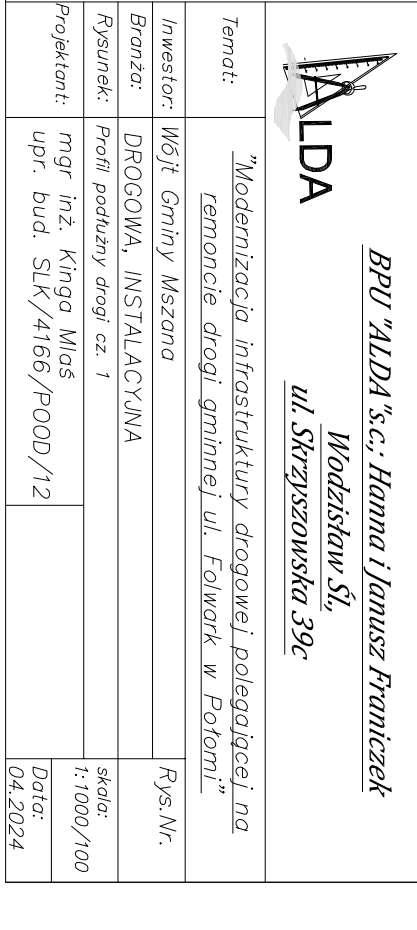 ALDA
BPU "ALDA"s.c.; Hanna i Janusz Franiczek
Wodzisław Śl,
ul. Skrzyszowska 39c
Temat:
"Modernizacja infrastruktury drogowej polegającej na
remoncie drogi gminnej ul. Folwark w Połomi"
Inwestor: Wójt Gminy Mszana
Rys.Nr.
Branża: DROGOWA, INSTALACYJNA
Rysunek: Profil podłużny drogi cz. 1
skala:
1:1000/100
Projektant: mgr inż. Kinga Mlaś
upr. bud. SLK/4166/POOD/12
Data:
04.2024